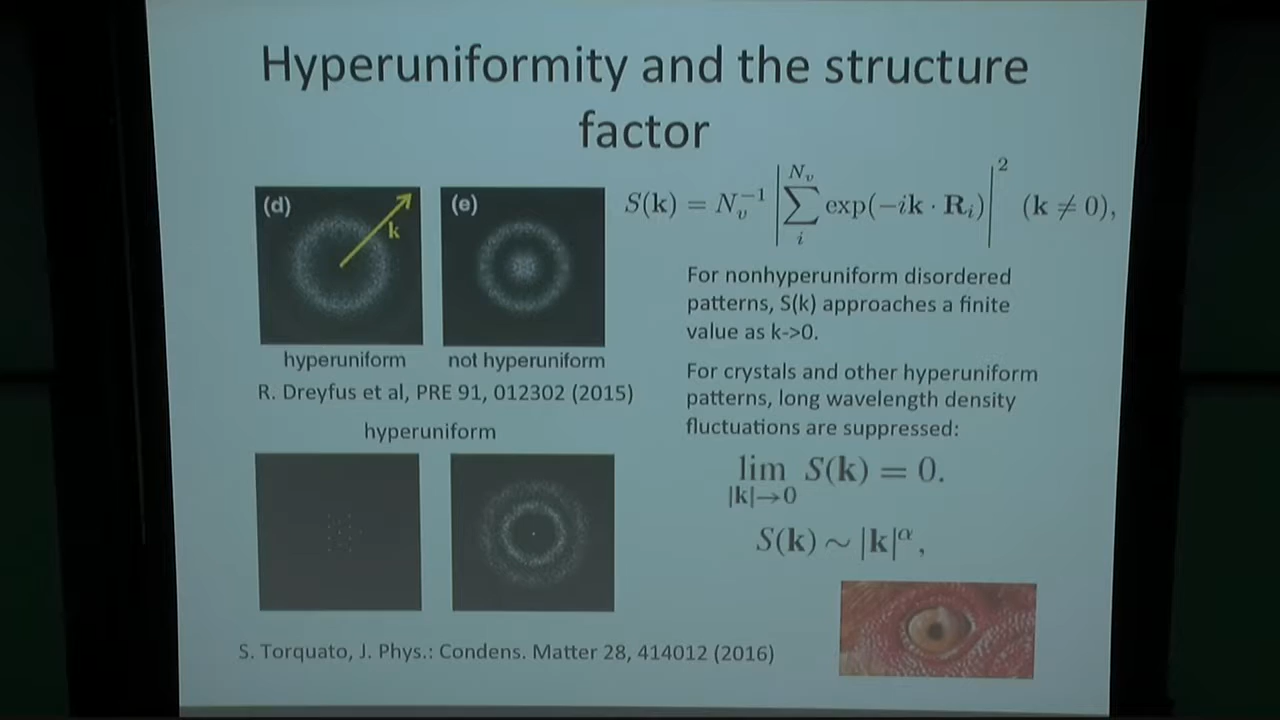 Hyperuniformity and the structure
factor
(d)
k
(e)
hyperuniform
not hyperuniform
R. Dreyfus et al, PRE 91, 012302 (2015)
hyperuniform
S. Torquato, J. Phys.: Condens. Matter 28, 414012 (2016)
S(k) = N_v^{-1} |∑_i^{N_v} exp(−ik · R_i)|^2 (k ≠ 0),
For nonhyperuniform disordered
patterns, S(k) approaches a finite
value as k->0.
For crystals and other hyperuniform
patterns, long wavelength density
fluctuations are suppressed:
lim_{|k|→0} S(k) = 0.
S(k) ∼ |k|^α,